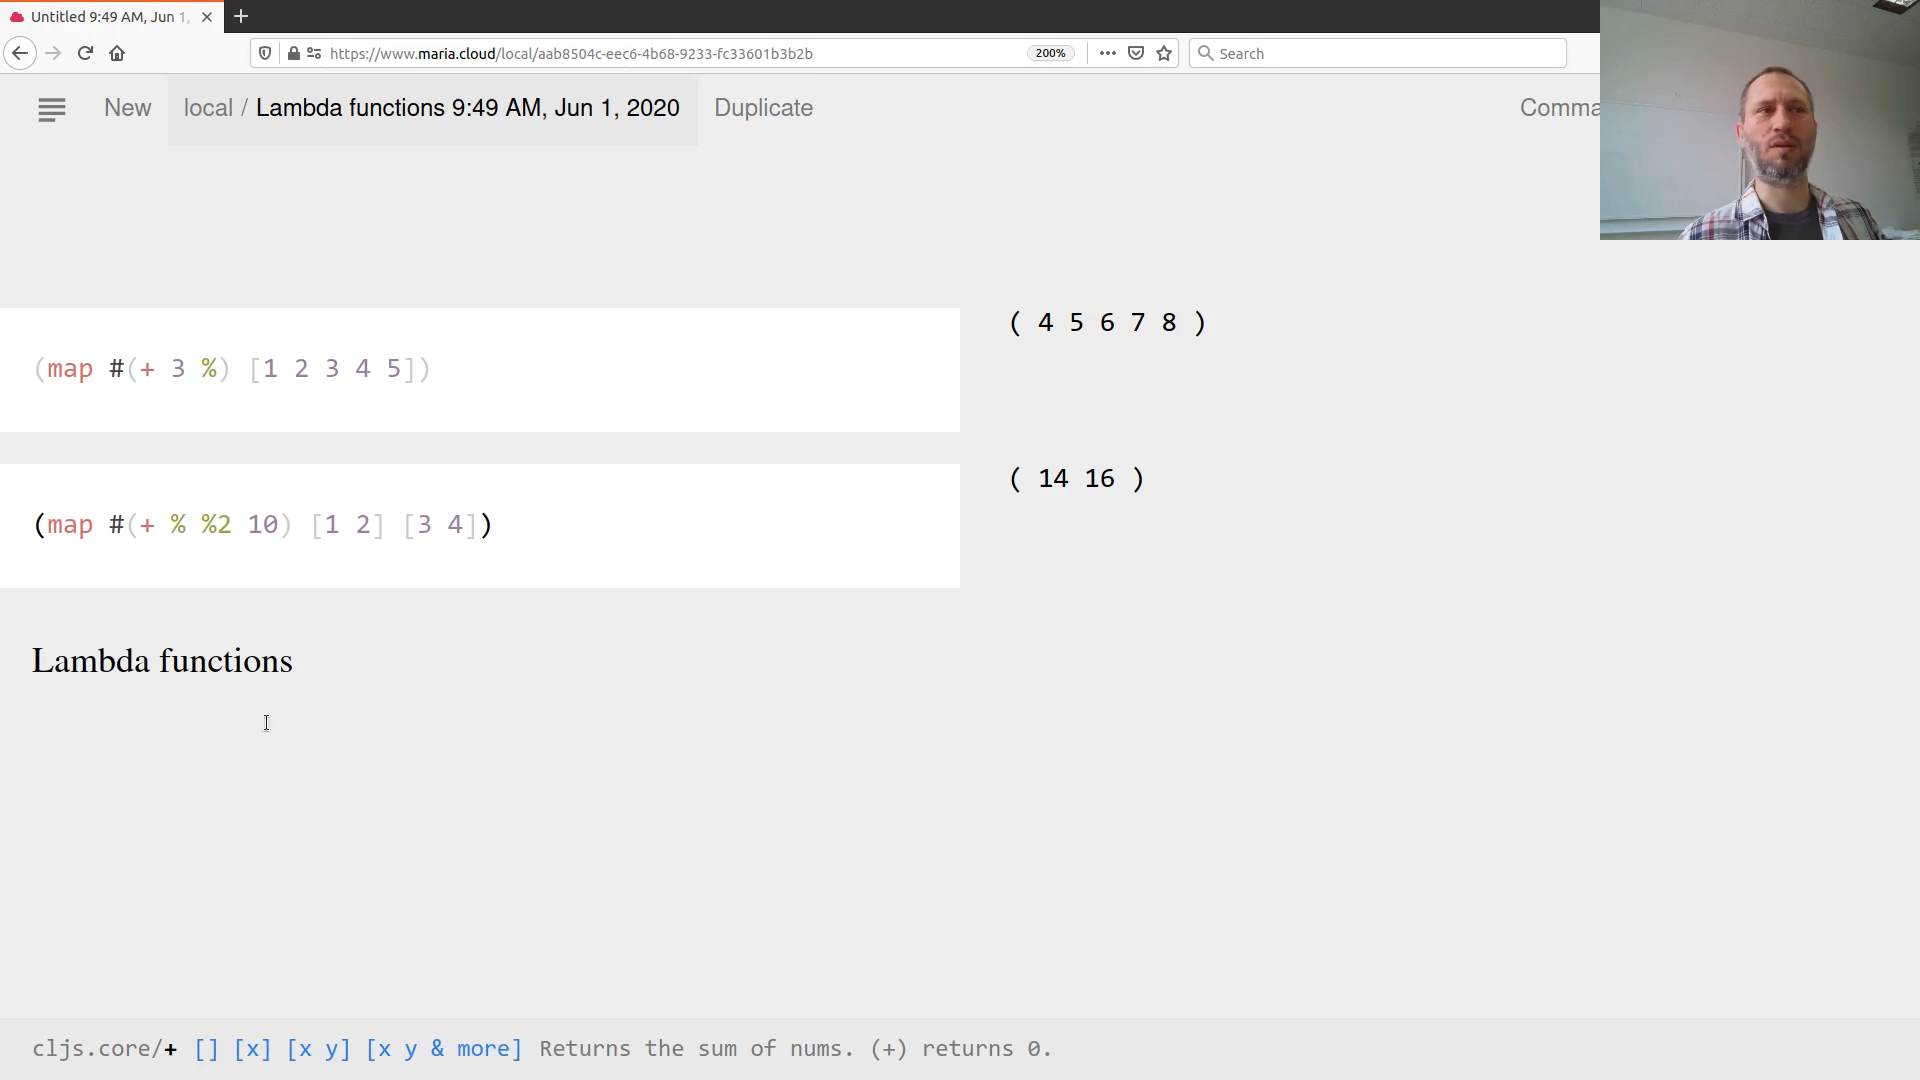 Untitled 9:49 AM, Jun 1,
https://www.maria.cloud/local/aab8504c-eec6-4b68-9233-fc33601b3b2b
200%
Search
New
local / Lambda functions 9:49 AM, Jun 1, 2020
Duplicate
Comma
(map #(+ 3 %) [1 2 3 4 5])
( 4 5 6 7 8 )
(map #(+ % %2 10) [1 2] [3 4])
( 14 16 )
Lambda functions
cljs.core/+ [] [x] [x y] [x y & more] Returns the sum of nums. (+) returns 0.